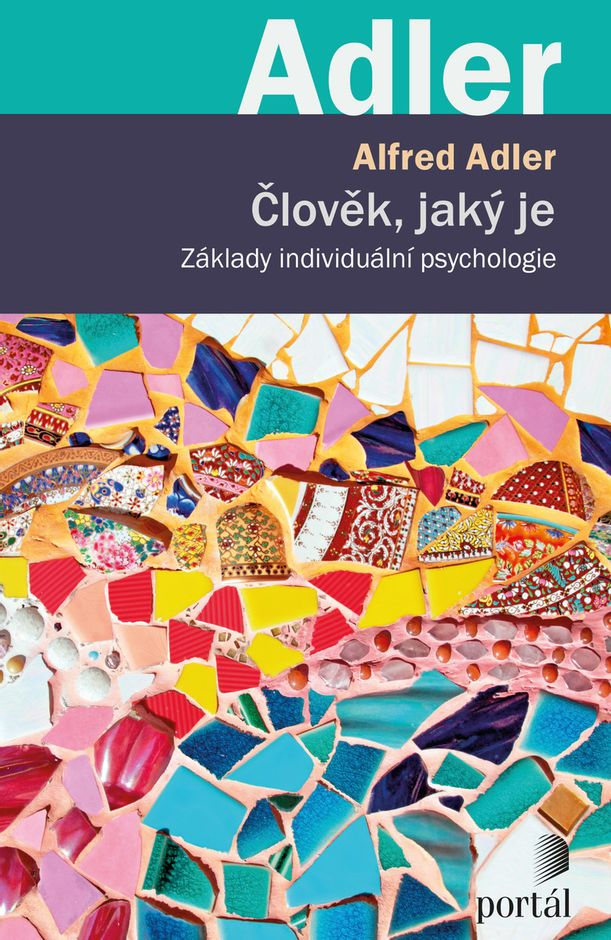 Adler
Alfred Adler
Člověk, jaký je
Základy individuální psychologie
portál